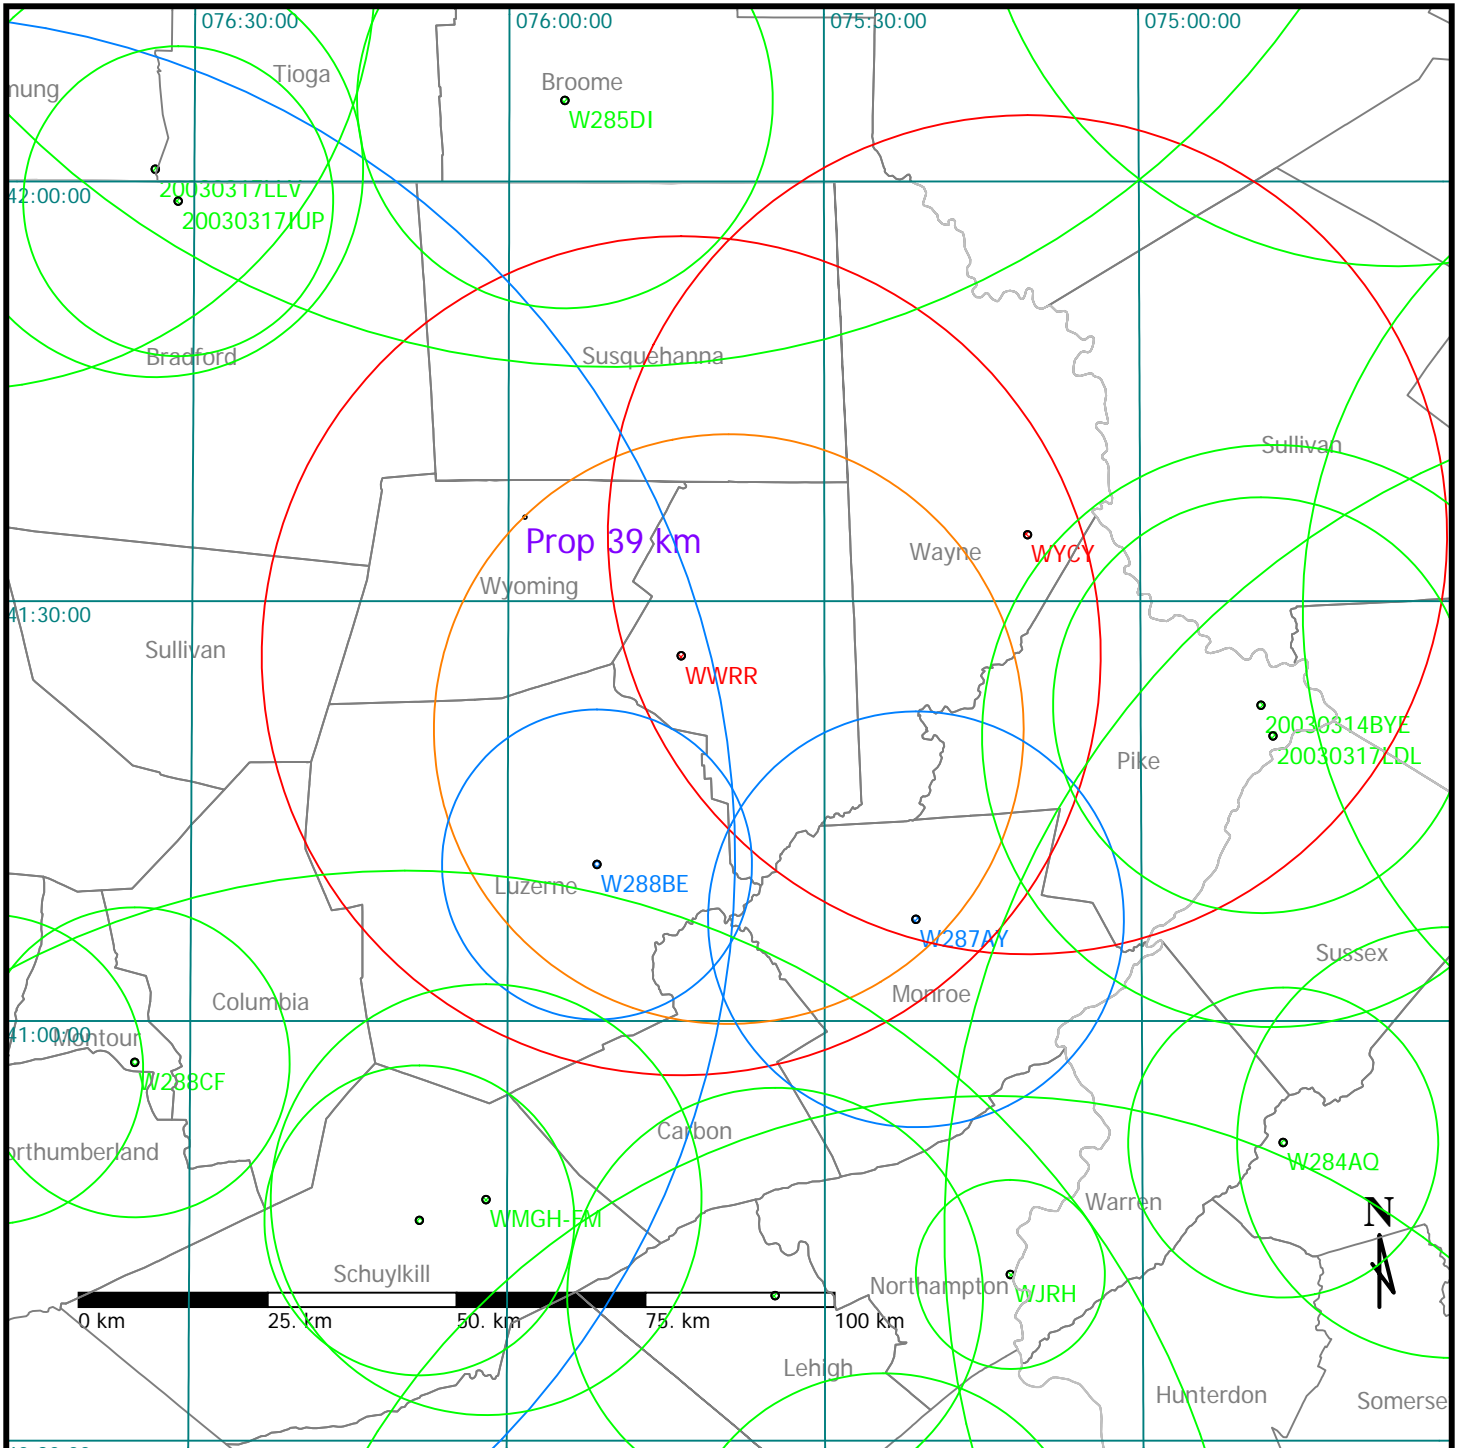 076:30:00
076:00:00
075:30:00
075:00:00
Tioga
Broome
W285DI
20030317LLV
42:00:00
20030317IUP
Bradford
Susquehanna
Sullivan
Prop 39 km
Wayne
WYCY
Wyoming
41:30:00
Sullivan
WWRR
20030314BYE
20030317LDL
Pike
Luzerne
W288BE
W287AY
Sussex
Columbia
Monroe
41:00:00
Montour
W288CF
Carbon
orthumberland
W284AQ
Warren
N
WMGH-FM
Schuylkill
Northampton
WJRH
0 km
25. km
50. km
75. km
100 km
Lehigh
Hunterdon
Somerse